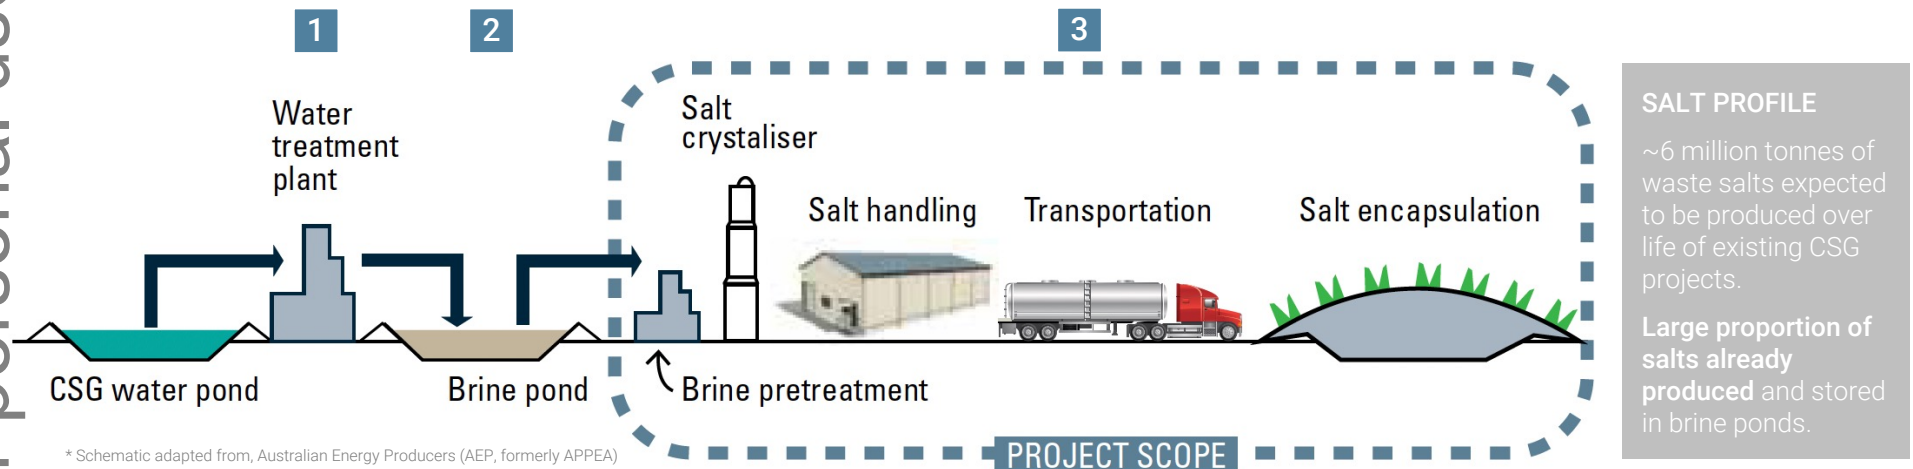 1
2
3
Water
treatment
plant
Salt
crystaliser
Salt handling
Transportation
Salt encapsulation
CSG water pond
Brine pond
Brine pretreatment
PROJECT SCOPE
* Schematic adapted from, Australian Energy Producers (AEP, formerly APPEA)
SALT PROFILE
~6 million tonnes of
waste salts expected
to be produced over
life of existing CSG
projects.
Large proportion of
salts already
produced and stored
in brine ponds.